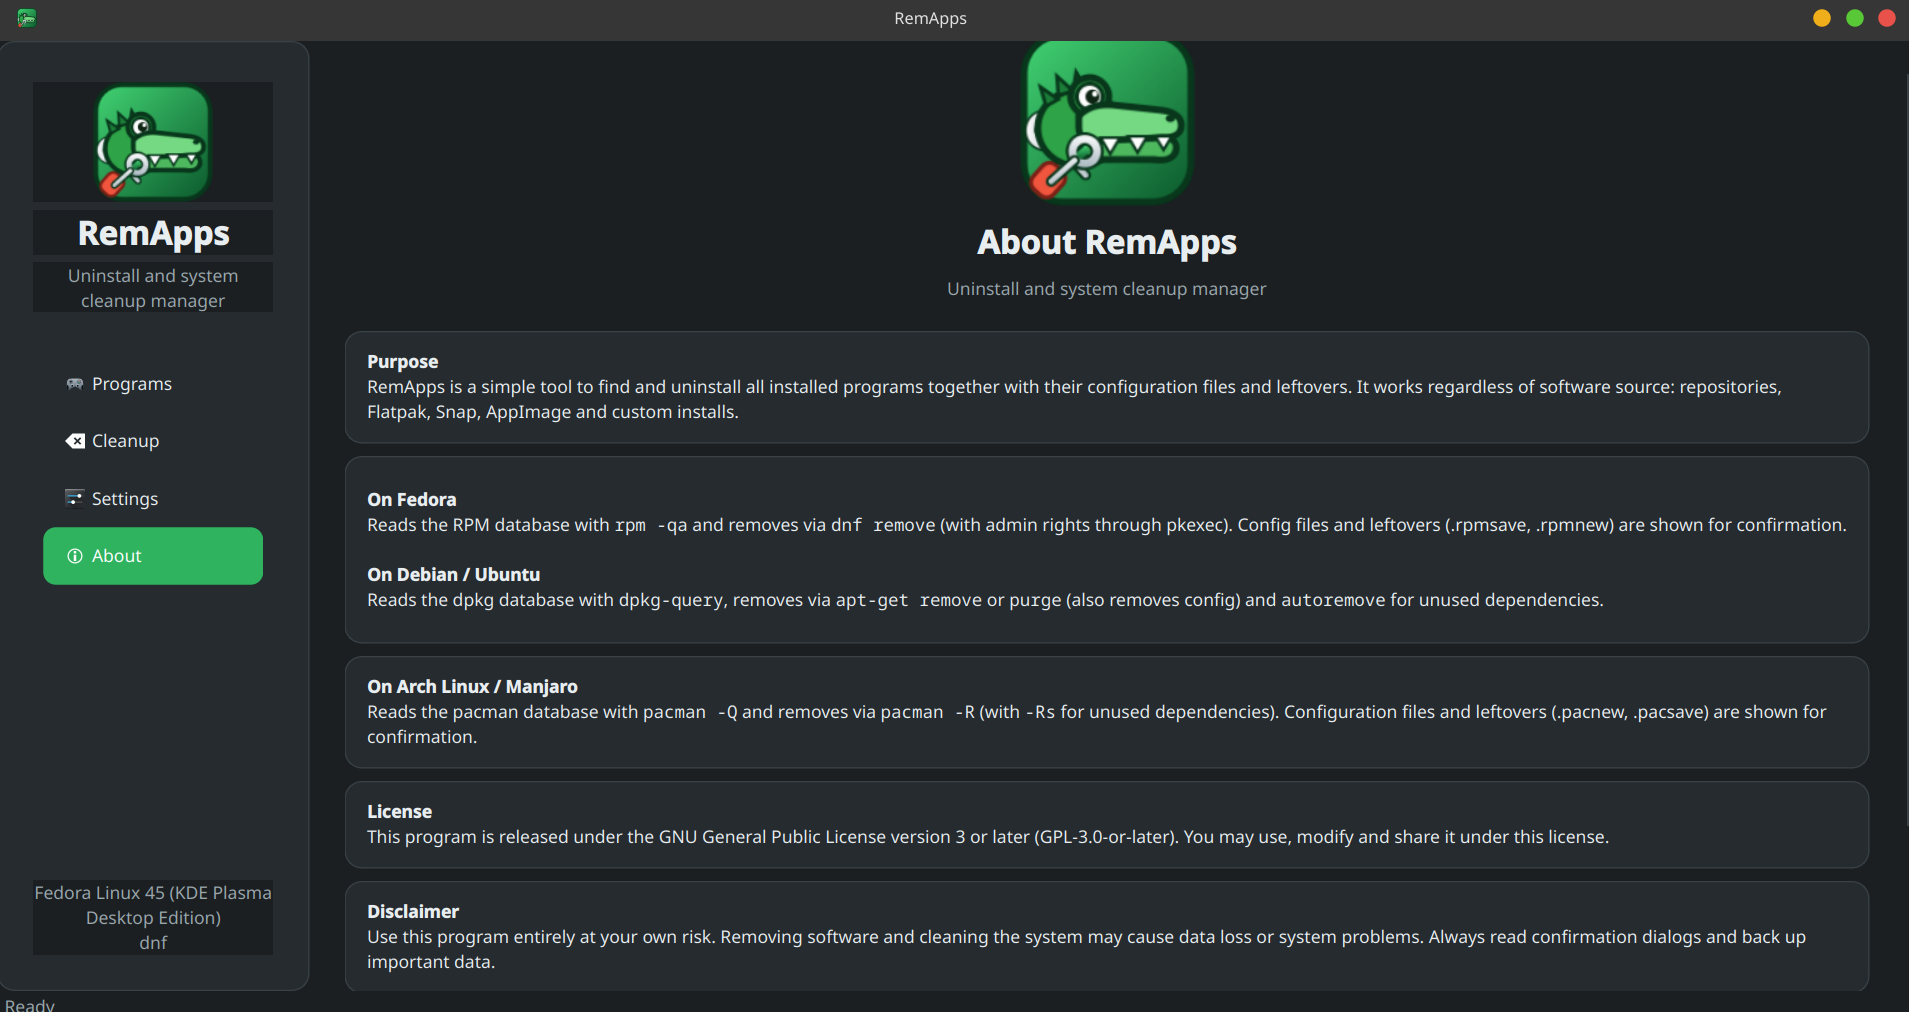 RemApps
RemApps
Uninstall and system
cleanup manager
Programs
Cleanup
Settings
About
Fedora Linux 45 (KDE Plasma
Desktop Edition)
dnf
About RemApps
Uninstall and system cleanup manager
Purpose
RemApps is a simple tool to find and uninstall all installed programs together with their configuration files and leftovers. It works regardless of software source: repositories,
Flatpak, Snap, AppImage and custom installs.
On Fedora
Reads the RPM database with rpm -qa and removes via dnf remove (with admin rights through pkexec). Config files and leftovers (.rpmsave, .rpmnew) are shown for confirmation.
On Debian / Ubuntu
Reads the dpkg database with dpkg-query, removes via apt-get remove or purge (also removes config) and autoremove for unused dependencies.
On Arch Linux / Manjaro
Reads the pacman database with pacman -Q and removes via pacman -R (with -Rs for unused dependencies). Configuration files and leftovers (.pacnew, .pacsave) are shown for
confirmation.
License
This program is released under the GNU General Public License version 3 or later (GPL-3.0-or-later). You may use, modify and share it under this license.
Disclaimer
Use this program entirely at your own risk. Removing software and cleaning the system may cause data loss or system problems. Always read confirmation dialogs and back up
important data.
Ready